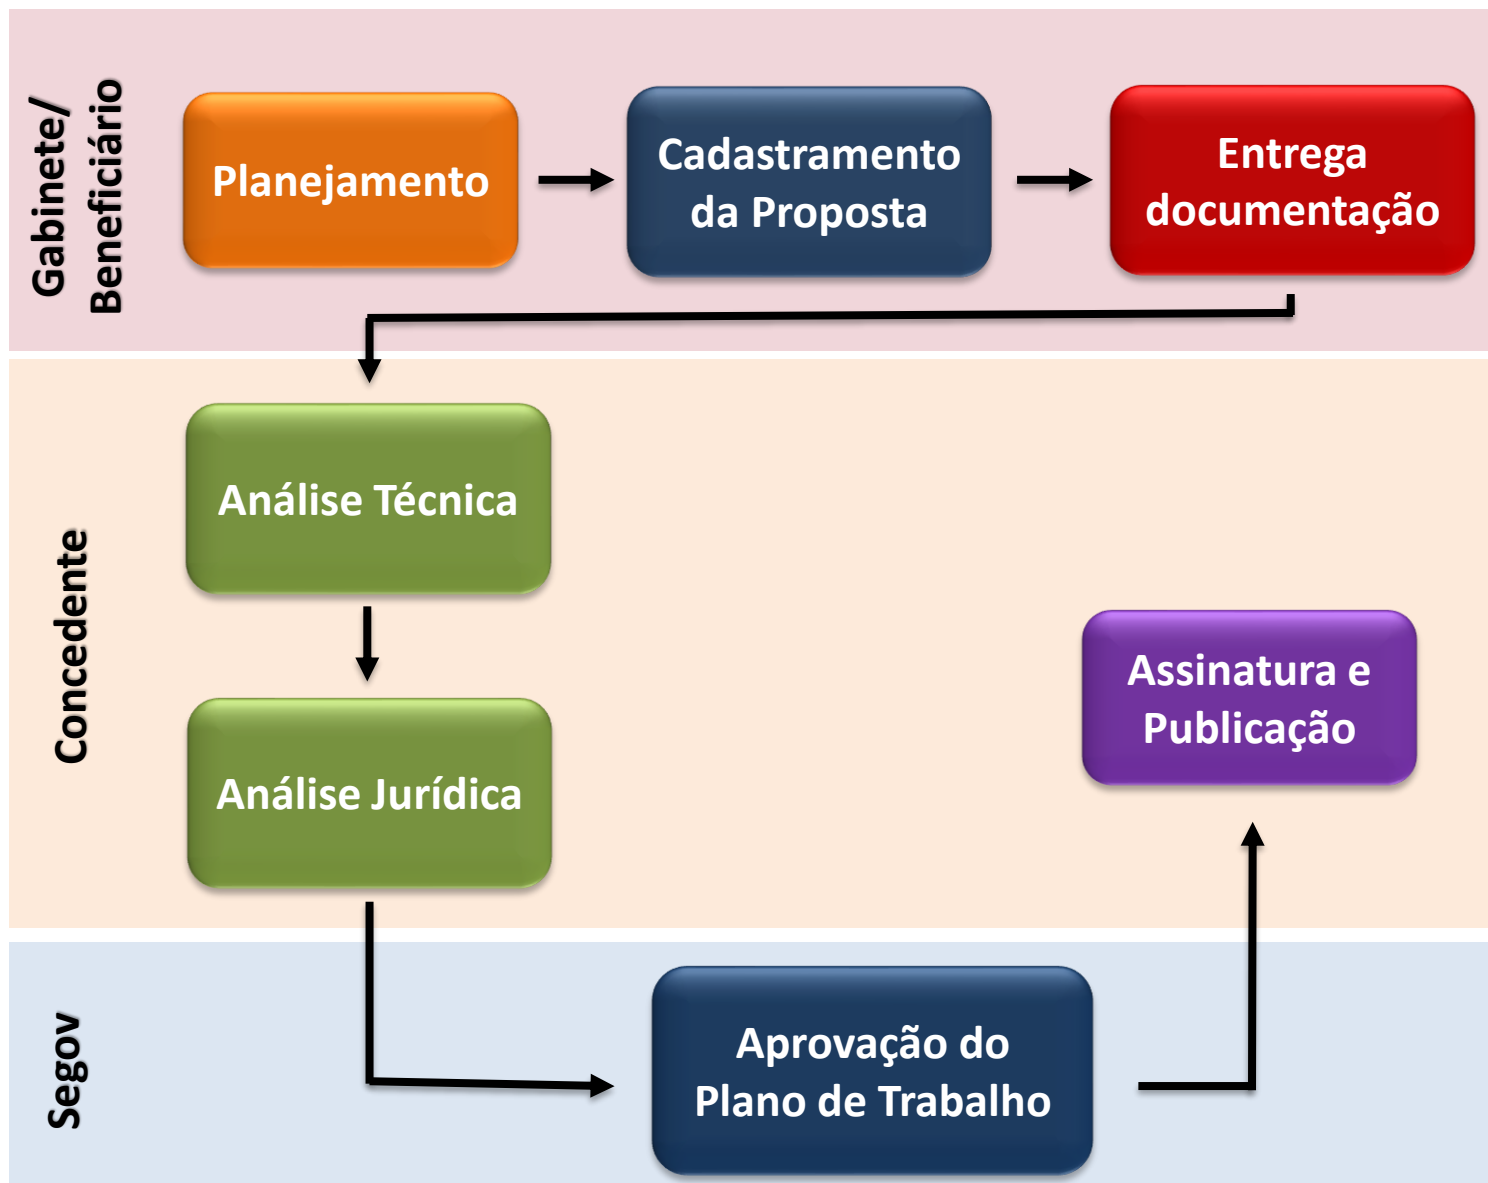 Gabinete/
Beneficiário
Planejamento
Cadastramento
da Proposta
Entrega
documentação
Concedente
Análise Técnica
Análise Jurídica
Assinatura e
Publicação
Segov
Aprovação do
Plano de Trabalho